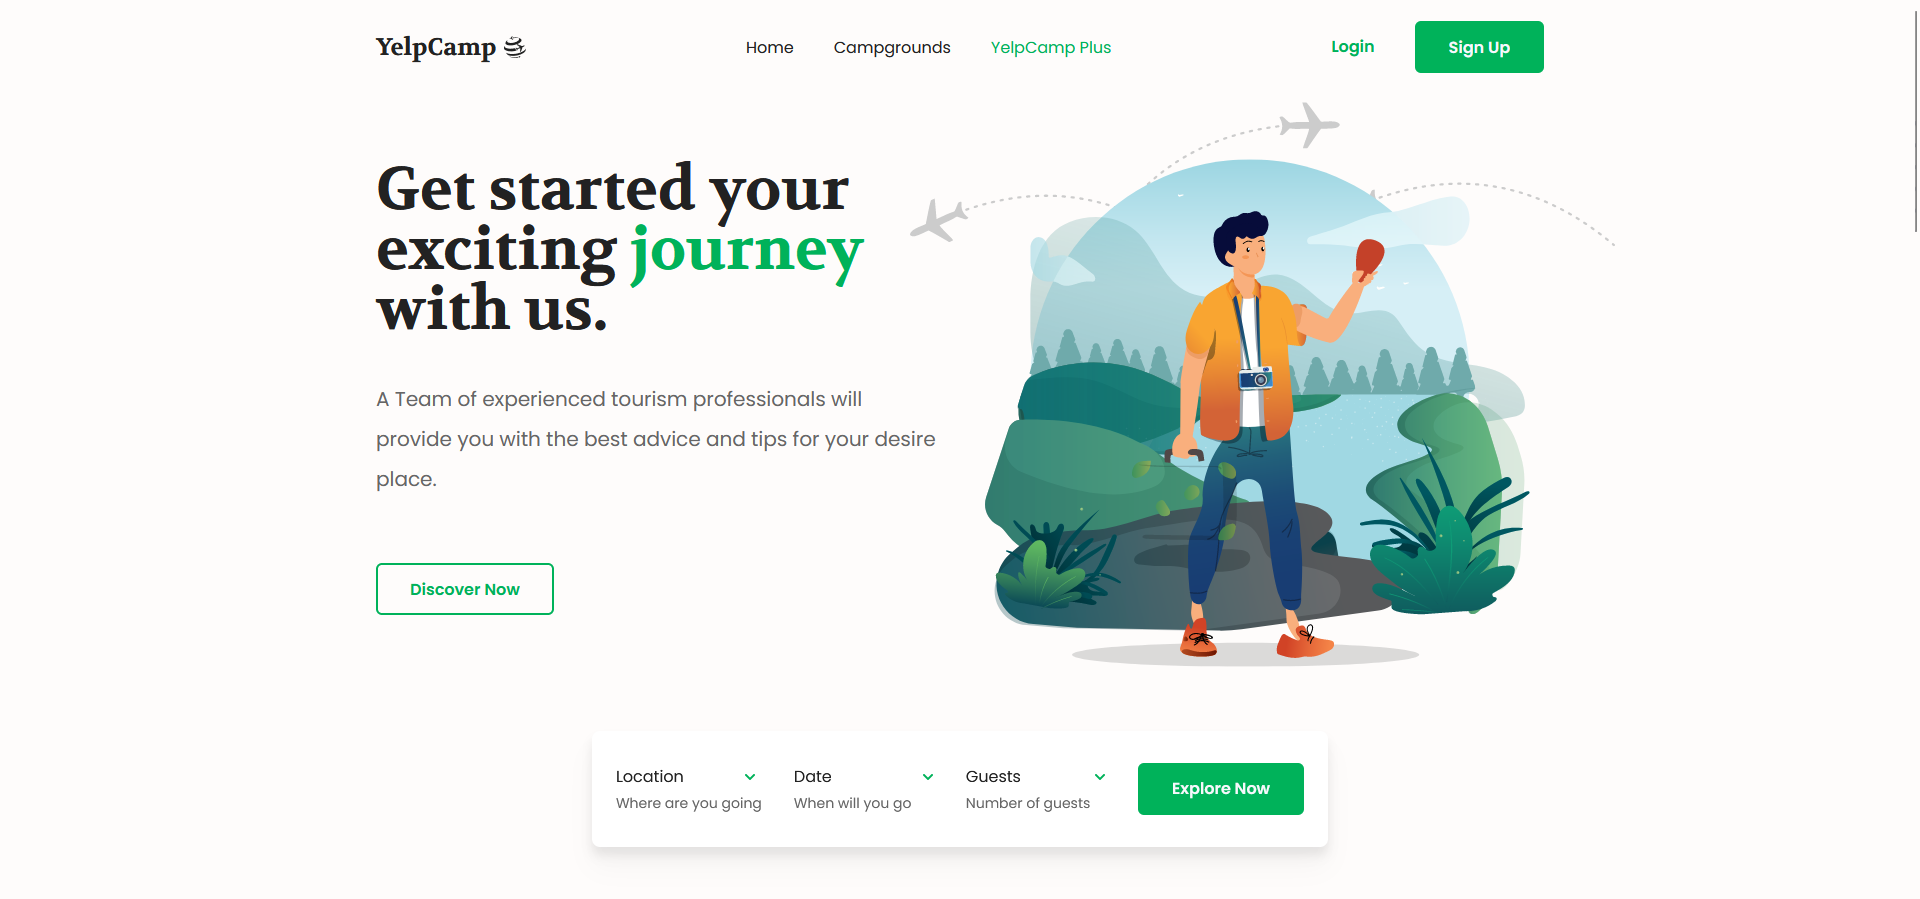 YelpCamp
Home
Campgrounds
YelpCamp Plus
Login
Sign Up
Get started your
exciting journey
with us.
A Team of experienced tourism professionals will
provide you with the best advice and tips for your desire
place.
Discover Now
Location
Where are you going
Date
When will you go
Guests
Number of guests
Explore Now